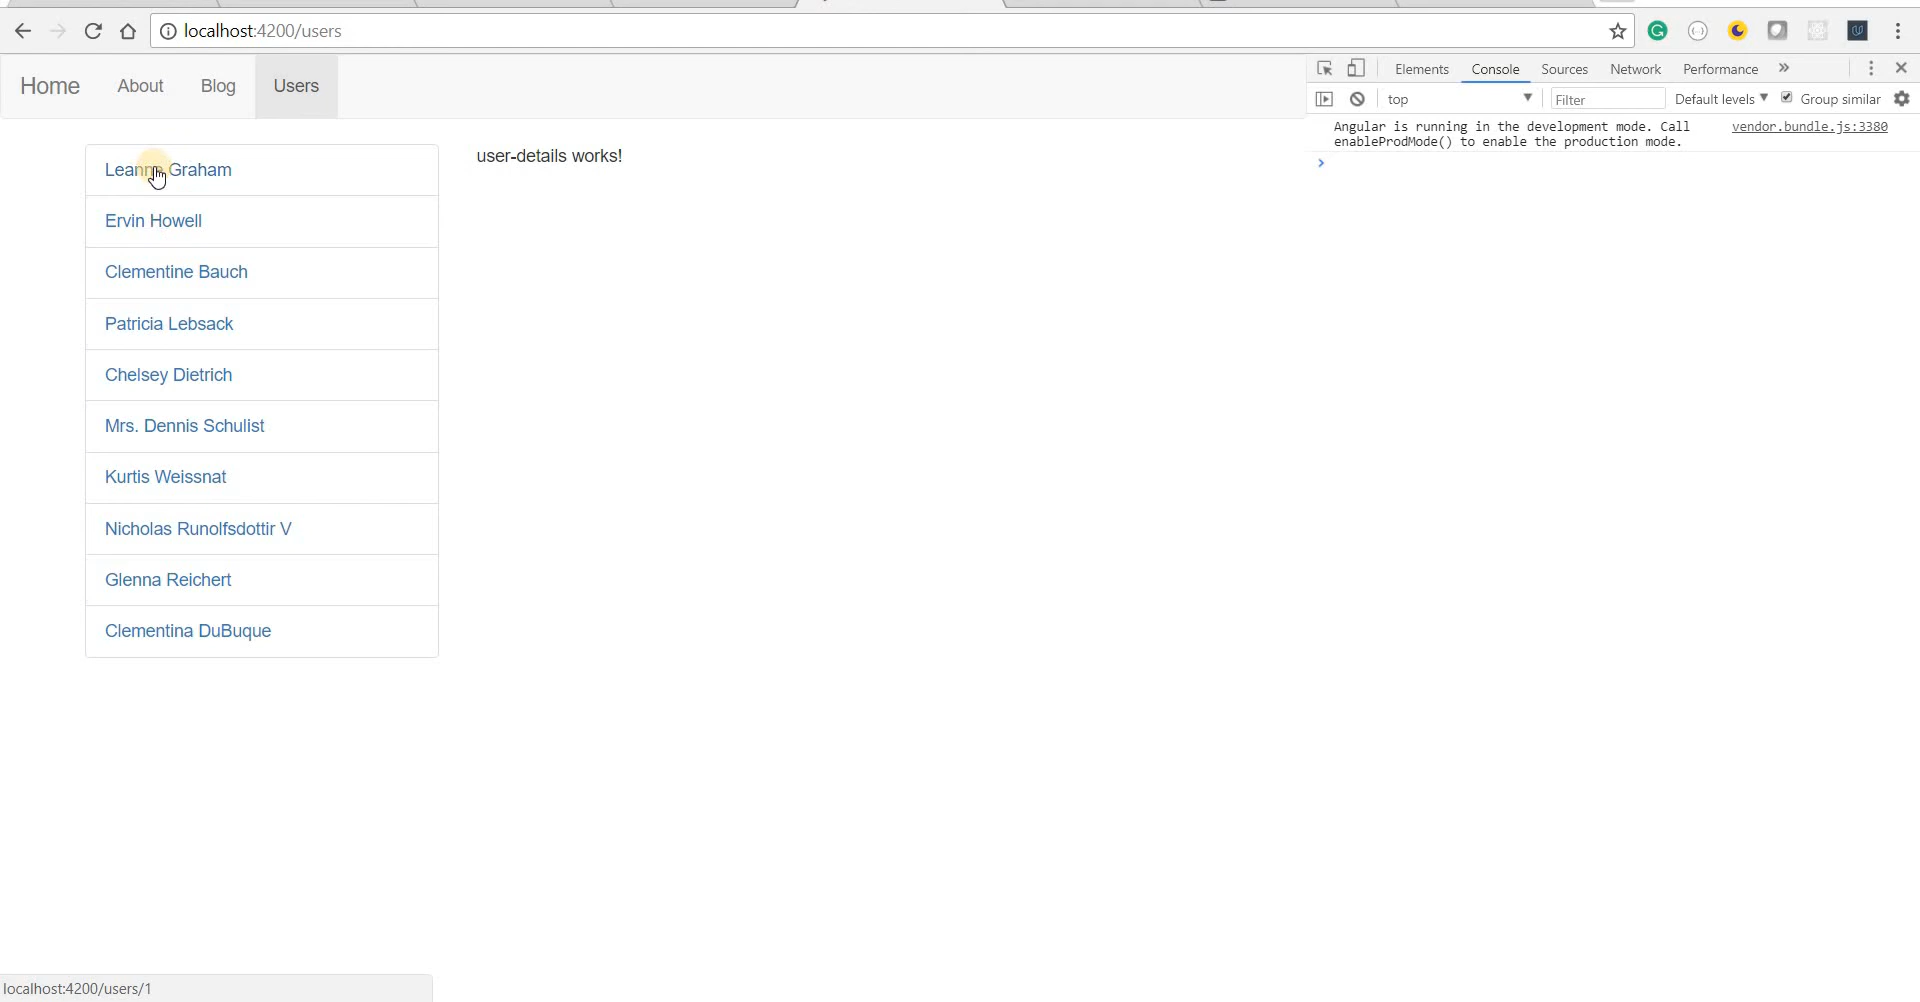 localhost:4200/users
Home About Blog Users
Elements Console Sources Network Performance »
top Filter Default levels Group similar
Angular is running in the development mode. Call vendor.bundle.js:3380
enableProdMode() to enable the production mode.
Leanne Graham
user-details works!
Ervin Howell
Clementine Bauch
Patricia Lebsack
Chelsey Dietrich
Mrs. Dennis Schulist
Kurtis Weissnat
Nicholas Runolfsdottir V
Glenna Reichert
Clementina DuBuque
localhost:4200/users/1